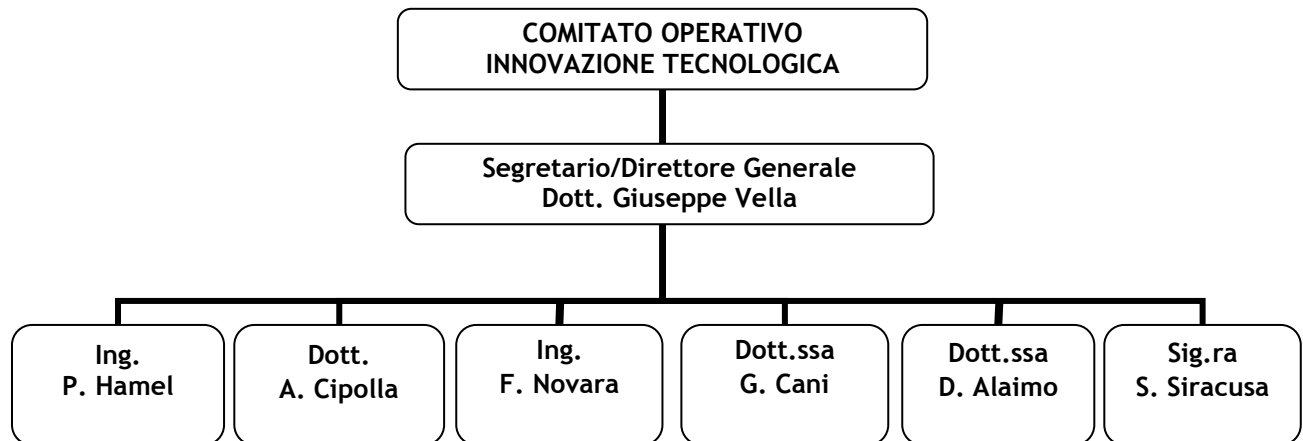 COMITATO OPERATIVO
INNOVAZIONE TECNOLOGICA
Segretario/Direttore Generale
Dott. Giuseppe Vella
Ing.
P. Hamel
Dott.
A. Cipolla
Ing.
F. Novara
Dott.ssa
G. Cani
Dott.ssa
D. Alaimo
Sig.ra
S. Siracusa